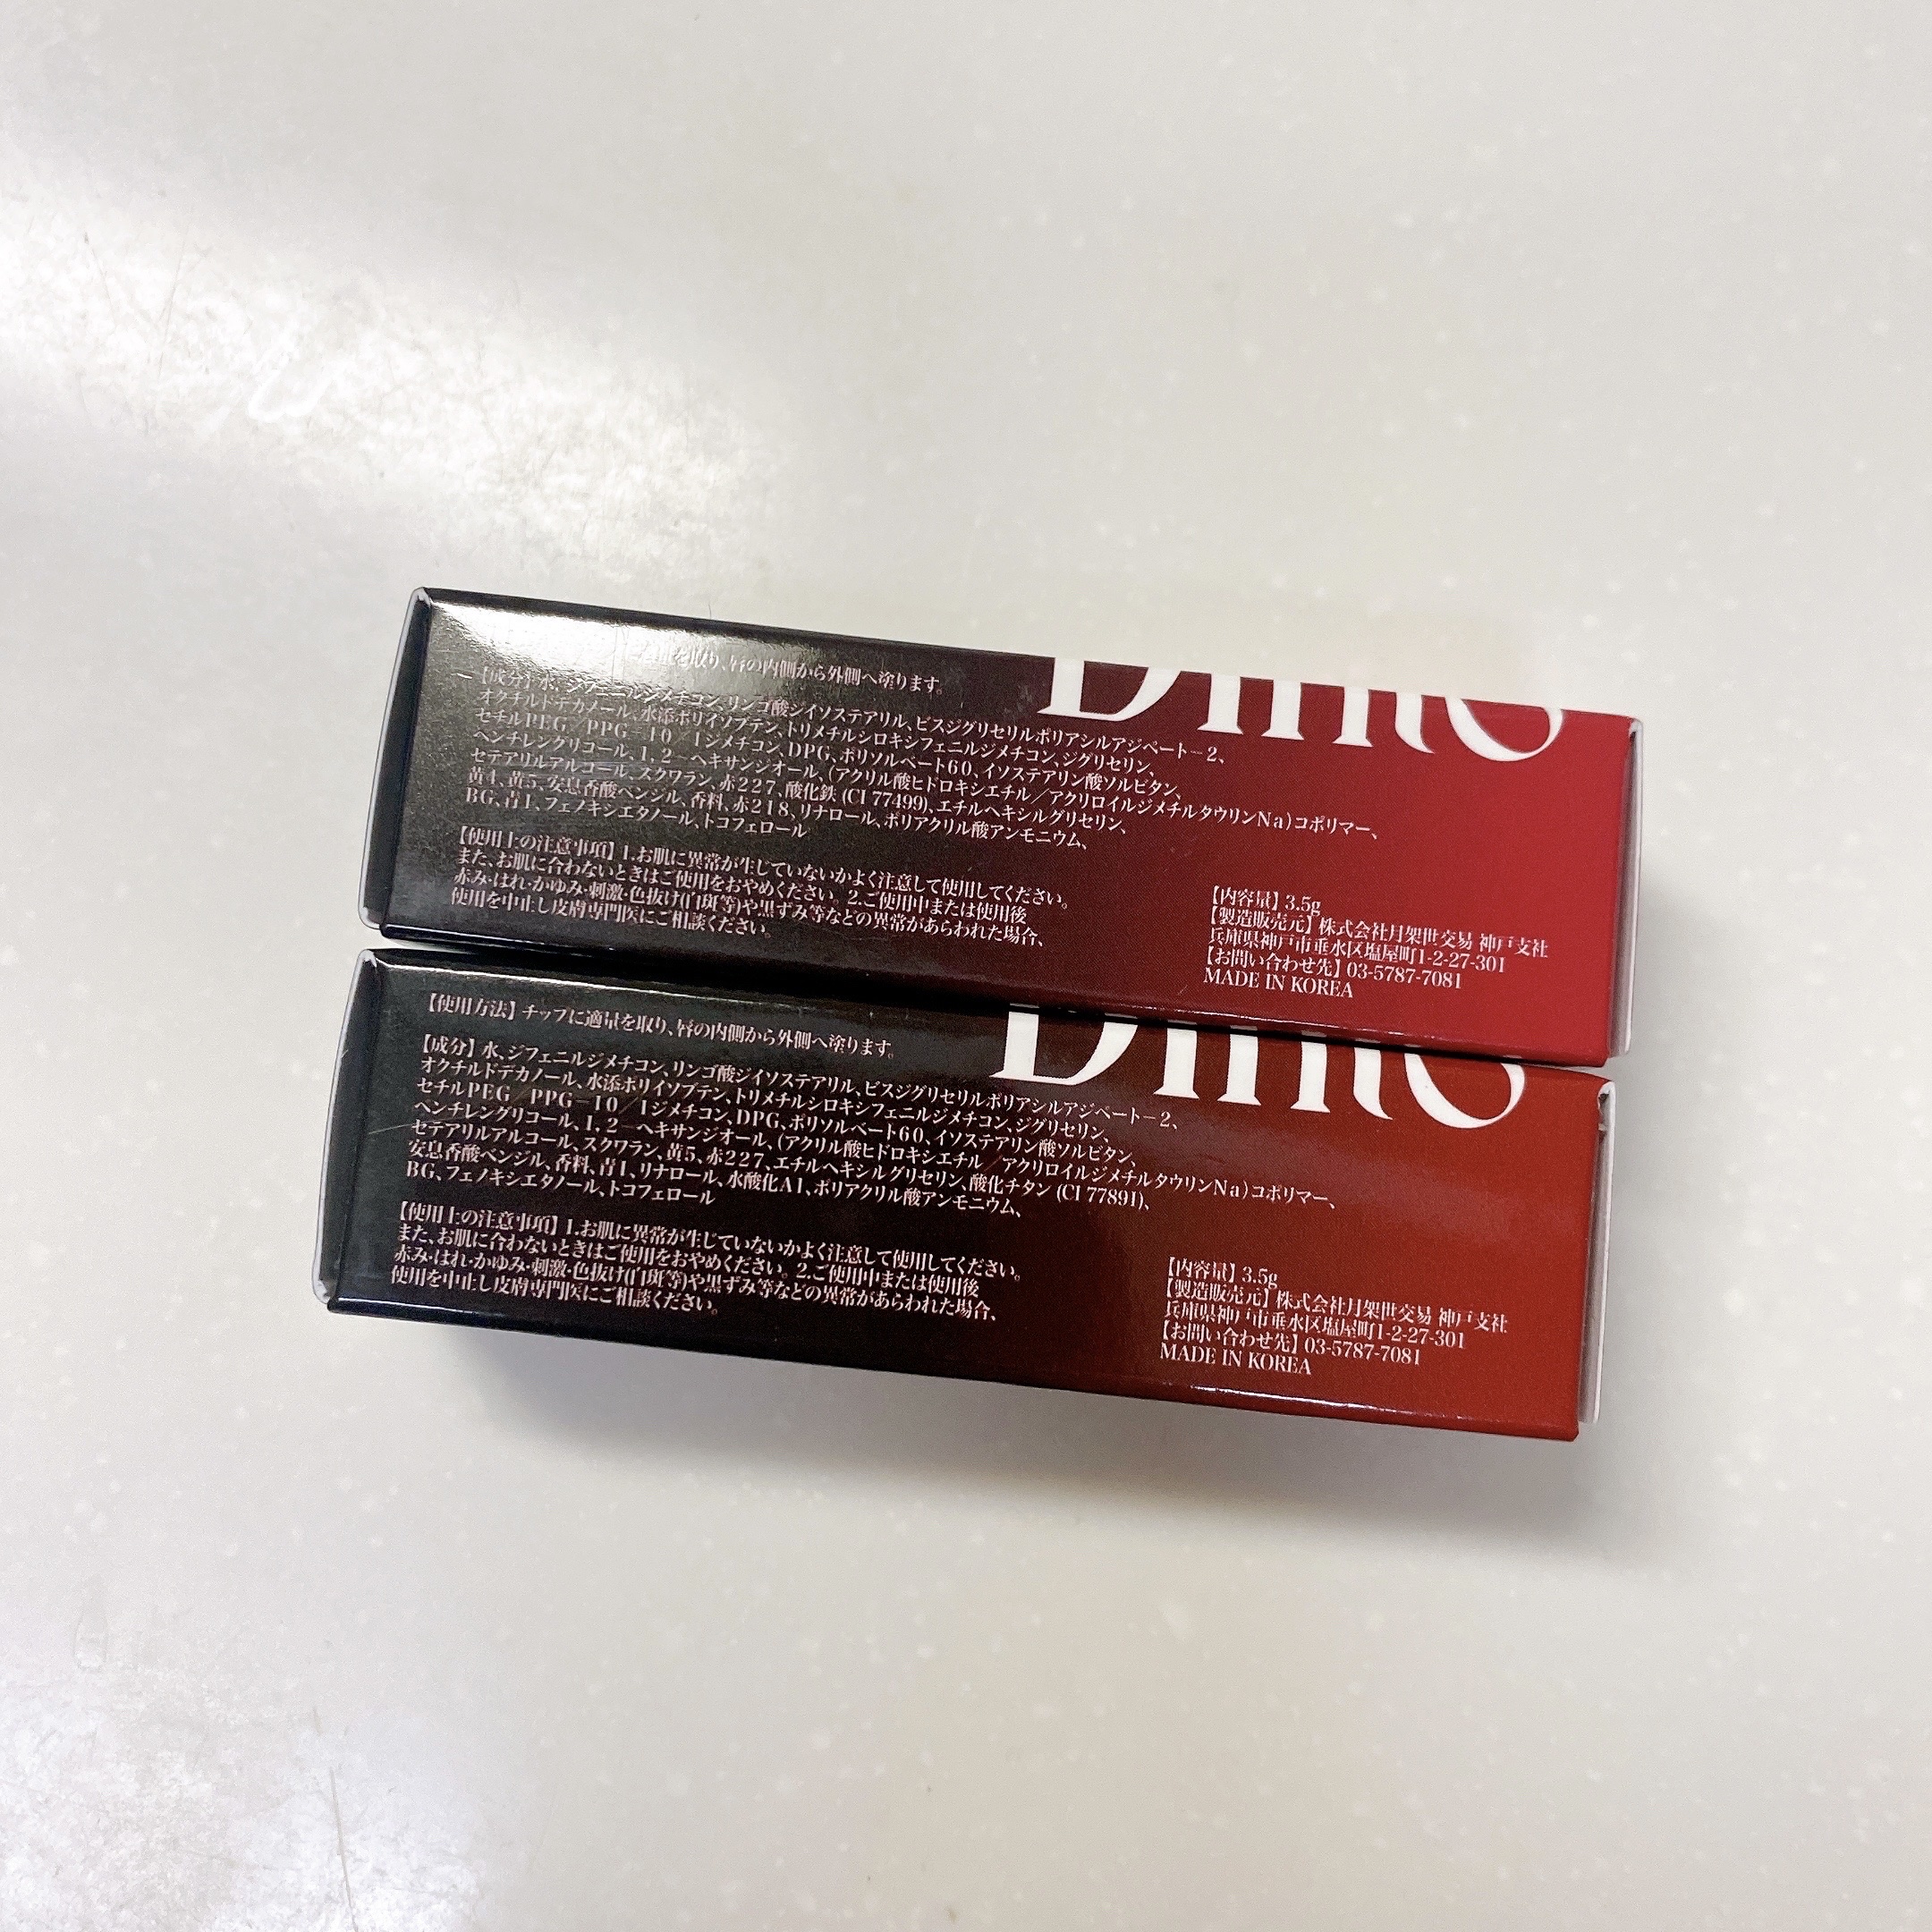 を取り、唇の内側から外側へ塗ります。
【成分】水、ジフェニルジメチコン、リンゴ酸ジイソステアリル、ビスジグリセリルポリアシルアジペート－2、
オクチルドデカノール、水添ポリイソブテン、トリメチルシロキシフェニルジメチコン、ジグリセリン、
セチルPEG／PPG－10／1ジメチコン、DPG、ポリソルベート60、イソステアリン酸ソルビタン、
ペンチレングリコール、1，2－ヘキサンジオール、(アクリル酸ヒドロキシエチル／アクリロイルジメチルタウリンNa)コポリマー、
セテアリルアルコール、スクワラン、赤227、酸化鉄 (CI 77499)、エチルヘキシルグリセリン、
黄4、黄5、安息香酸ベンジル、香料、赤218、リナロール、ポリアクリル酸アンモニウム、
BG、青1、フェノキシエタノール、トコフェロール
【使用上の注意事項】1.お肌に異常が生じていないかよく注意して使用してください。
また、お肌に合わないときはご使用をおやめください。2.ご使用中または使用後
赤み・はれ・かゆみ・刺激・色抜け(白斑等)や黒ずみ等などの異常があらわれた場合、
使用を中止し皮膚専門医にご相談ください。
【内容量】3.5g
【製造販売元】株式会社月架世交易 神戸支社
兵庫県神戸市垂水区塩屋町1-2-27-301
【お問い合わせ先】03-5787-7081
MADE IN KOREA
【使用方法】チップに適量を取り、唇の内側から外側へ塗ります。
【成分】水、ジフェニルジメチコン、リンゴ酸ジイソステアリル、ビスジグリセリルポリアシルアジペート－2、
オクチルドデカノール、水添ポリイソブテン、トリメチルシロキシフェニルジメチコン、ジグリセリン、
セチルPEG／PPG－10／1ジメチコン、DPG、ポリソルベート60、イソステアリン酸ソルビタン、
ペンチレングリコール、1，2－ヘキサンジオール、(アクリル酸ヒドロキシエチル／アクリロイルジメチルタウリンNa)コポリマー、
セテアリルアルコール、スクワラン、黄5、赤227、エチルヘキシルグリセリン、酸化チタン (CI 77891)、
安息香酸ベンジル、香料、青1、リナロール、水酸化A1、ポリアクリル酸アンモニウム、
BG、フェノキシエタノール、トコフェロール
【使用上の注意事項】1.お肌に異常が生じていないかよく注意して使用してください。
また、お肌に合わないときはご使用をおやめください。2.ご使用中または使用後
赤み・はれ・かゆみ・刺激・色抜け(白斑等)や黒ずみ等などの異常があらわれた場合、
使用を中止し皮膚専門医にご相談ください。
【内容量】3.5g
【製造販売元】株式会社月架世交易 神戸支社
兵庫県神戸市垂水区塩屋町1-2-27-301
【お問い合わせ先】03-5787-7081
MADE IN KOREA